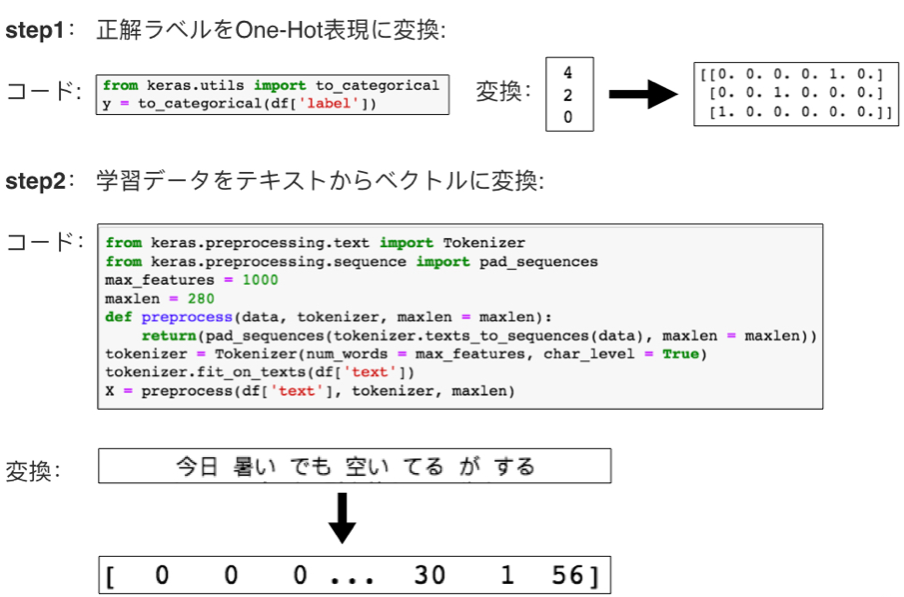 step1： 正解ラベルをOne-Hot表現に変換:
コード:
from keras.utils import to_categorical
y = to_categorical(df['label'])
変換:
4
2
0
[[0. 0. 0. 0. 1. 0.]
[0. 0. 1. 0. 0. 0.]
[1. 0. 0. 0. 0. 0.]]
step2： 学習データをテキストからベクトルに変換:
コード:
from keras.preprocessing.text import Tokenizer
from keras.preprocessing.sequence import pad_sequences
max_features = 1000
maxlen = 280
def preprocess(data, tokenizer, maxlen = maxlen):
return(pad_sequences(tokenizer.texts_to_sequences(data), maxlen = maxlen))
tokenizer = Tokenizer(num_words = max_features, char_level = True)
tokenizer.fit_on_texts(df['text'])
X = preprocess(df['text'], tokenizer, maxlen)
変換:
今日 暑い でも 空い てる が する
[ 0 0 0 ... 30 1 56]